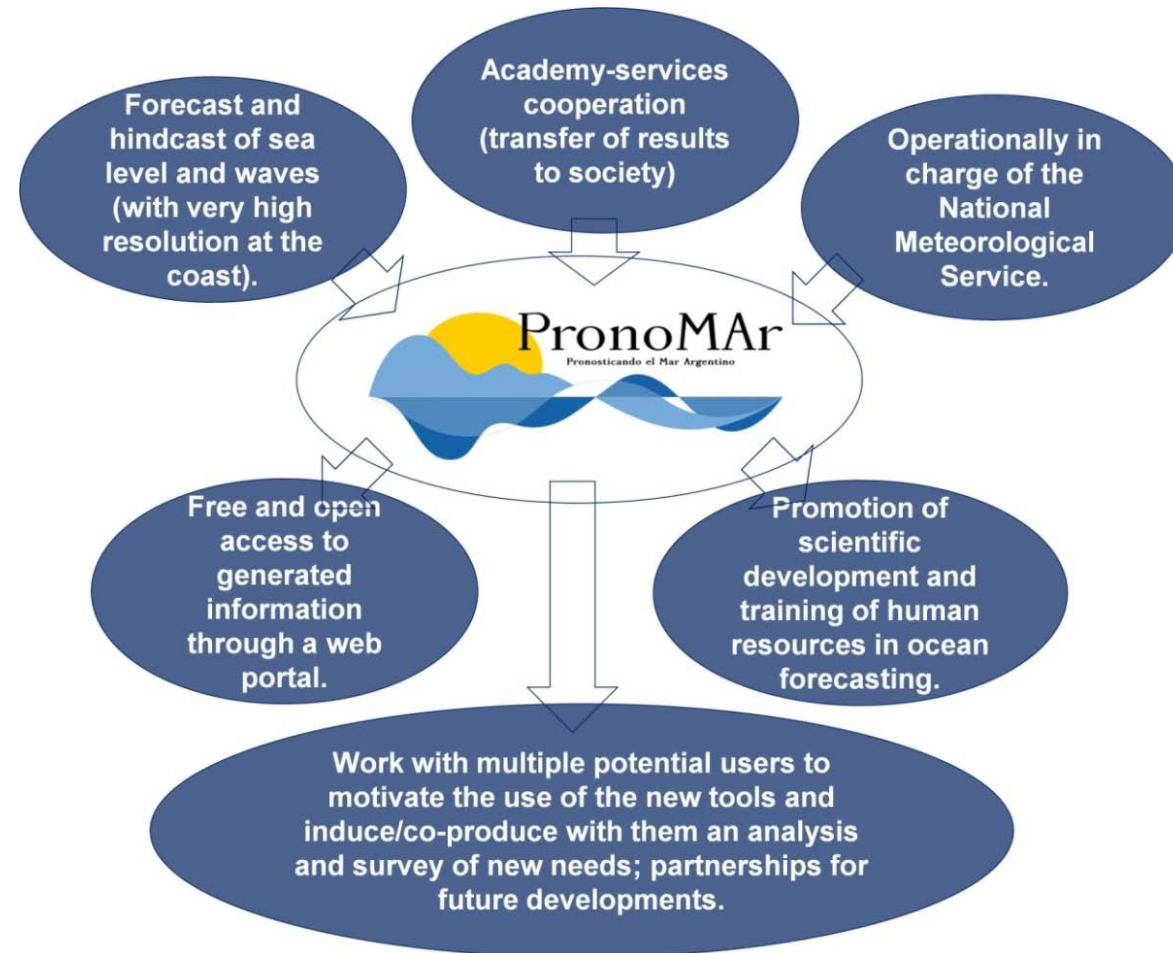 Forecast and
hindcast of sea
level and waves
(with very high
resolution at the
coast).
Academy-services
cooperation
(transfer of results
to society)
Operationally in
charge of the
National
Meteorological
Service.
PronoMAr
Pronosticando el Mar Argentino
Free and open
access to
generated
information
through a web
portal.
Promotion of
scientific
development and
training of human
resources in ocean
forecasting.
Work with multiple potential users to
motivate the use of the new tools and
induce/co-produce with them an analysis
and survey of new needs; partnerships for
future developments.